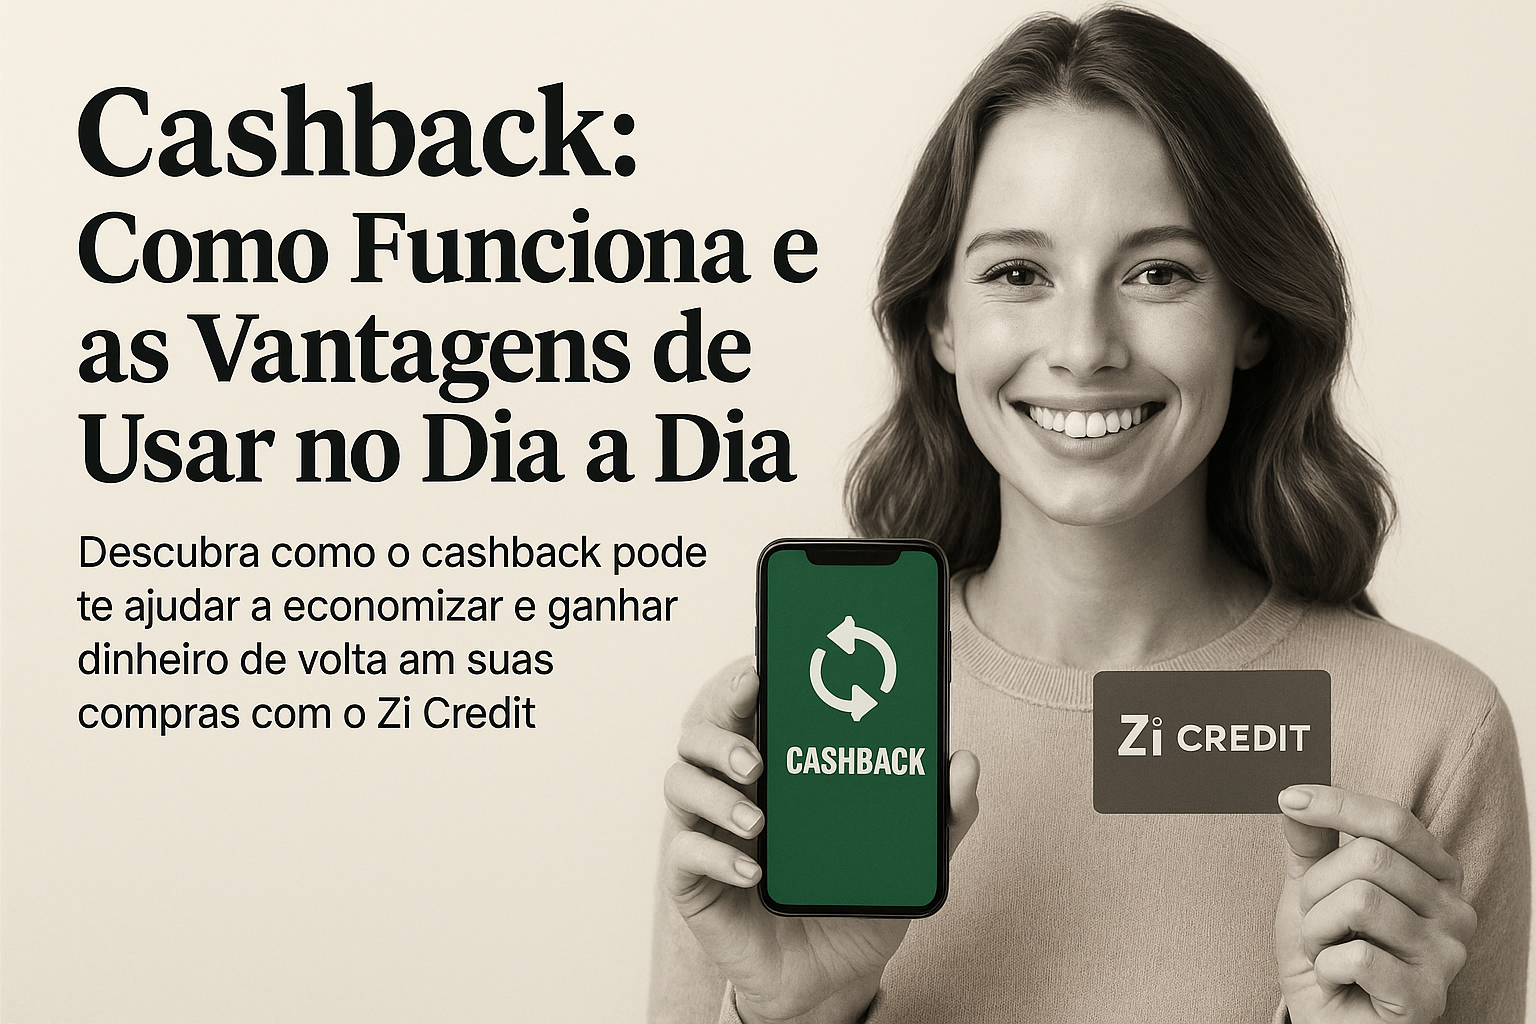 Cashback:
Como Funciona e
as Vantagens de
Usar no Dia a Dia
Descubra como o cashback pode
te ajudar a economizar e ganhar
dinheiro de volta am suas
compras com o Zi Credit
CASHBACK
Zi CREDIT